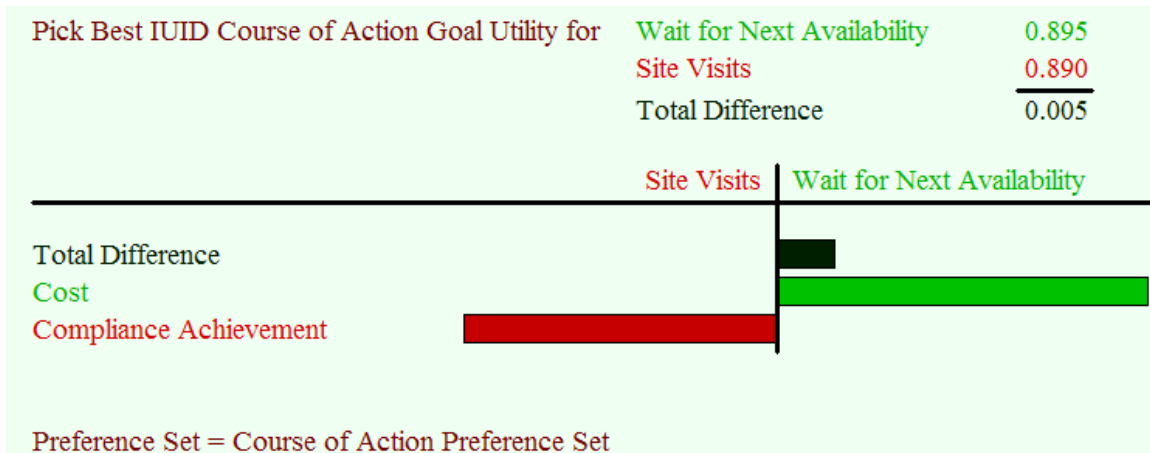 Pick Best IUID Course of Action Goal Utility for Wait for Next Availability 0.895
Site Visits 0.890
Total Difference 0.005
Site Visits Wait for Next Availability
Total Difference
Cost
Compliance Achievement
Preference Set = Course of Action Preference Set